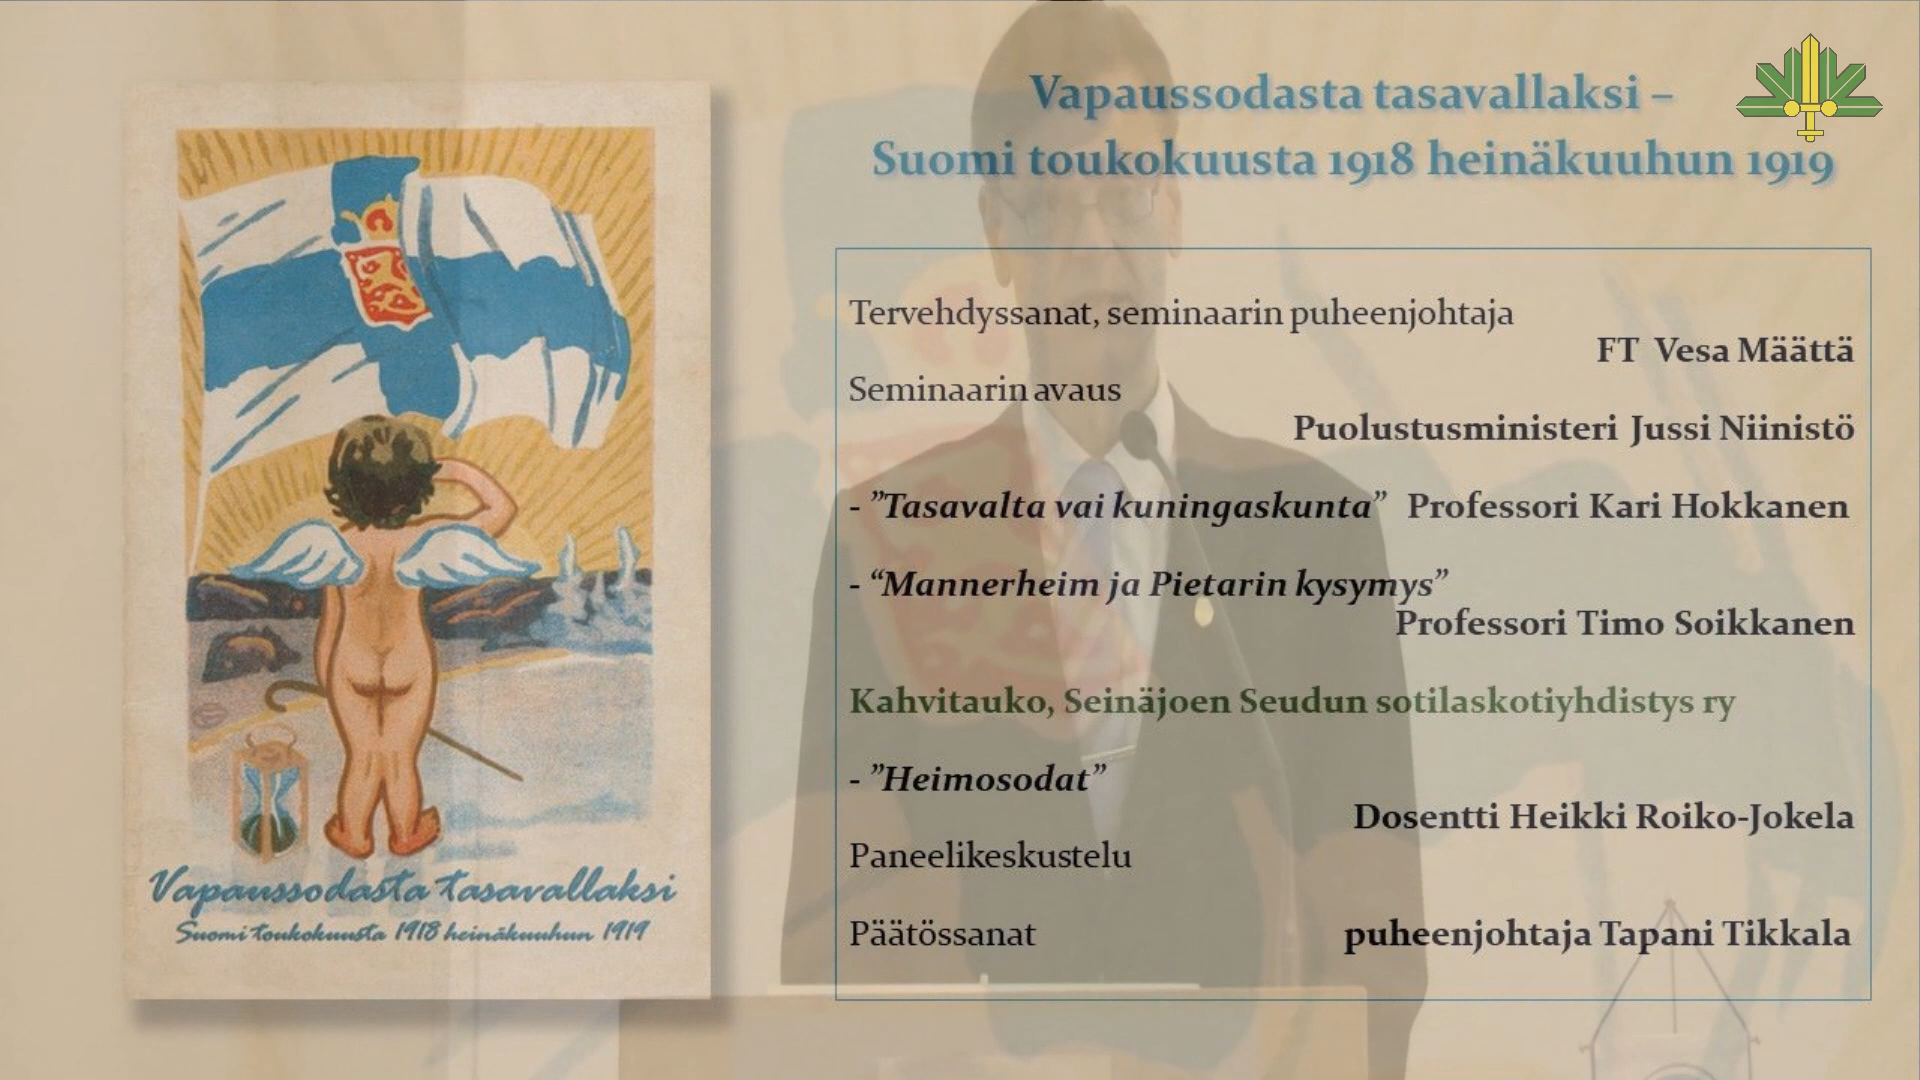 Vapaussodasta tasavallaksi –
Suomi toukokuusta 1918 heinäkuuhun 1919
Tervehdyssanat, seminaarin puheenjohtaja
FT Vesa Määttä
Seminaarin avaus
Puolustusministeri Jussi Niinistö
- ”Tasavalta vai kuningaskunta” Professori Kari Hokkanen
- “Mannerheim ja Pietarin kysymys”
Professori Timo Soikkanen
Kahvitauko, Seinäjoen Seudun sotilaskotiyhdistys ry
- ”Heimosodat”
Dosentti Heikki Roiko-Jokela
Paneelikeskustelu
Päätössanat puheenjohtaja Tapani Tikkala
Vapaussodasta tasavallaksi
Suomi toukokuusta 1918 heinäkuuhun 1919